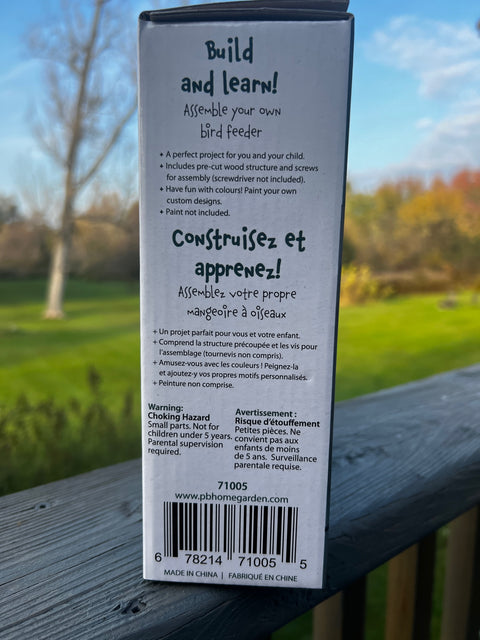 Build
and learn!
Assemble your own
bird feeder
+ A perfect project for you and your child.
+ Includes pre-cut wood structure and screws
for assembly (screwdriver not included).
+ Have fun with colours! Paint your own
custom designs.
+ Paint not included.
Construisez et
apprenez!
Assemblez votre propre
mangeoire à oiseaux
+ Un projet parfait pour vous et votre enfant.
+ Comprend la structure précoupée et les vis pour
l'assemblage (tournevis non compris).
+ Amusez-vous avec les couleurs ! Peignez-la
et ajoutez-y vos propres motifs personnalisés.
+ Peinture non comprise.
Warning:
Choking Hazard
Small parts. Not for
children under 5 years.
Parental supervision
required.
Avertissement :
Risque d'étouffement
Petites pièces. Ne
convient pas aux
enfants de moins
de 5 ans. Surveillance
parentale requise.
71005
www.pbhomegarden.com
6 78214 71005 5
MADE IN CHINA | FABRIQUÉ EN CHINE